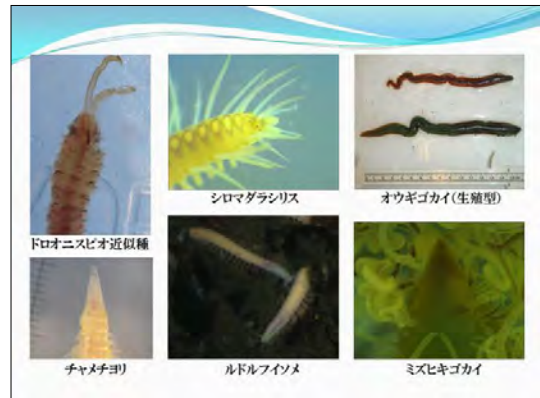 シロマダラシリス
オウギゴカイ(生殖型)
ドロオニスピオ近似種
チャメチヨリ
ルドルフイソメ
ミズヒキゴカイ